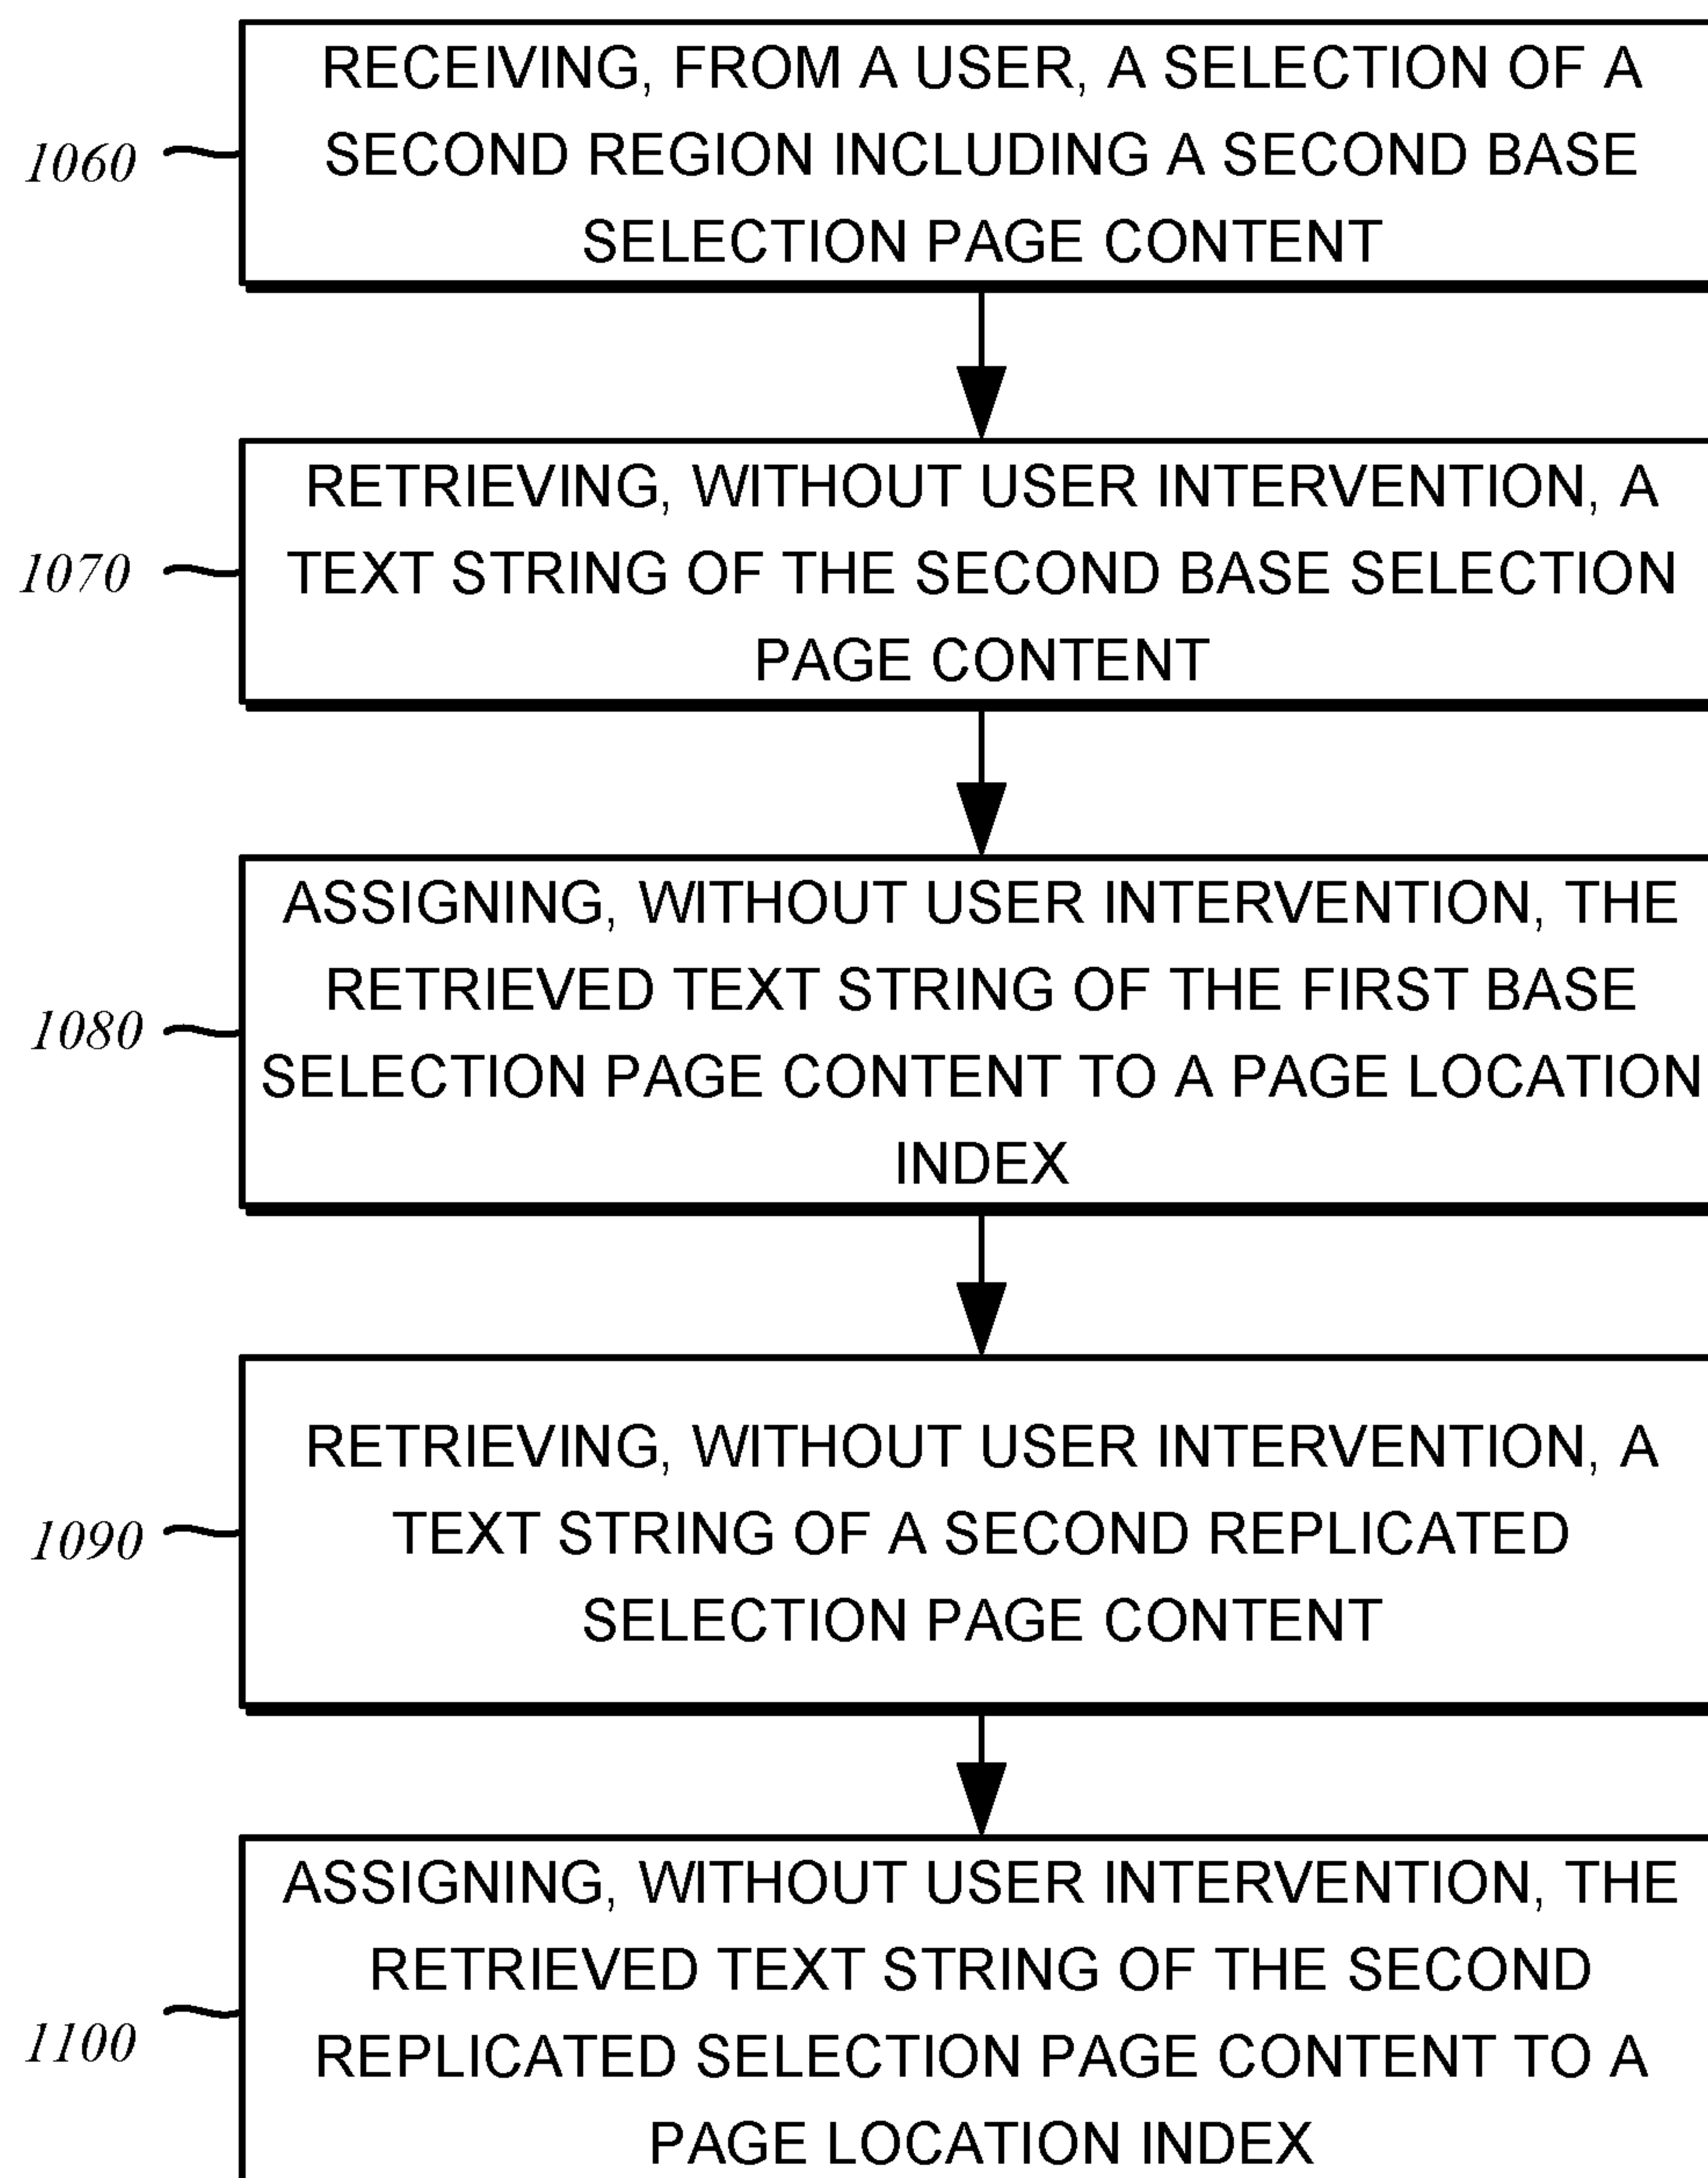 RECEIVING, FROM A USER, A SELECTION OF A
1060 SECOND REGION INCLUDING A SECOND BASE
SELECTION PAGE CONTENT
RETRIEVING, WITHOUT USER INTERVENTION, A
1070 TEXT STRING OF THE SECOND BASE SELECTION
PAGE CONTENT
ASSIGNING, WITHOUT USER INTERVENTION, THE
RETRIEVED TEXT STRING OF THE FIRST BASE
1080 SELECTION PAGE CONTENT TO A PAGE LOCATION
INDEX
RETRIEVING, WITHOUT USER INTERVENTION, A
1090 TEXT STRING OF A SECOND REPLICATED
SELECTION PAGE CONTENT
ASSIGNING, WITHOUT USER INTERVENTION, THE
RETRIEVED TEXT STRING OF THE SECOND
1100 REPLICATED SELECTION PAGE CONTENT TO A
PAGE LOCATION INDEX